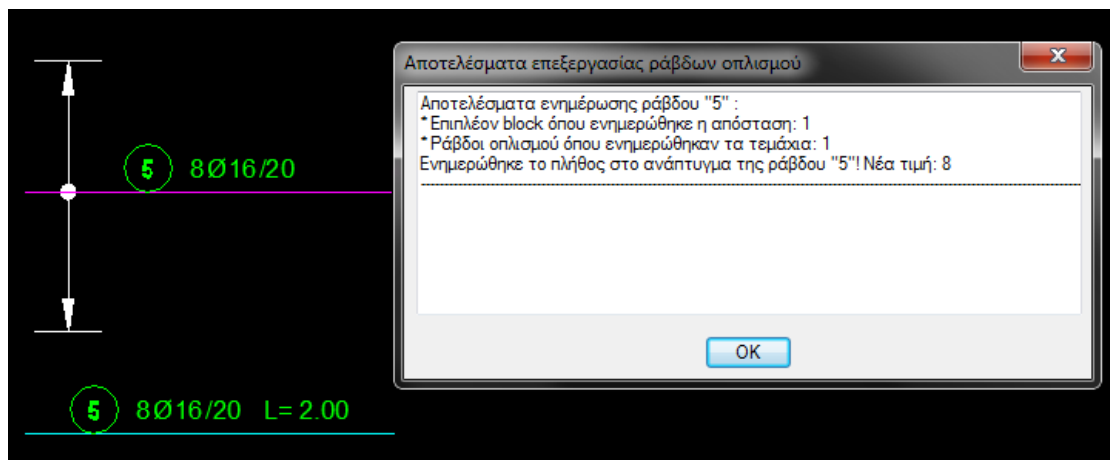 Αποτελέσματα επεξεργασίας ράβδων οπλισμού
x
Αποτελέσματα ενημέρωσης ράβδου "5" :
*Επιπλέον block όπου ενημερώθηκε η απόσταση: 1
*Ράβδοι οπλισμού όπου ενημερώθηκαν τα τεμάχια: 1
Ενημερώθηκε το πλήθος στο ανάπτυγμα της ράβδου "5"! Νέα τιμή: 8
5 8Ø16/20
OK
5 8Ø16/20 L= 2.00